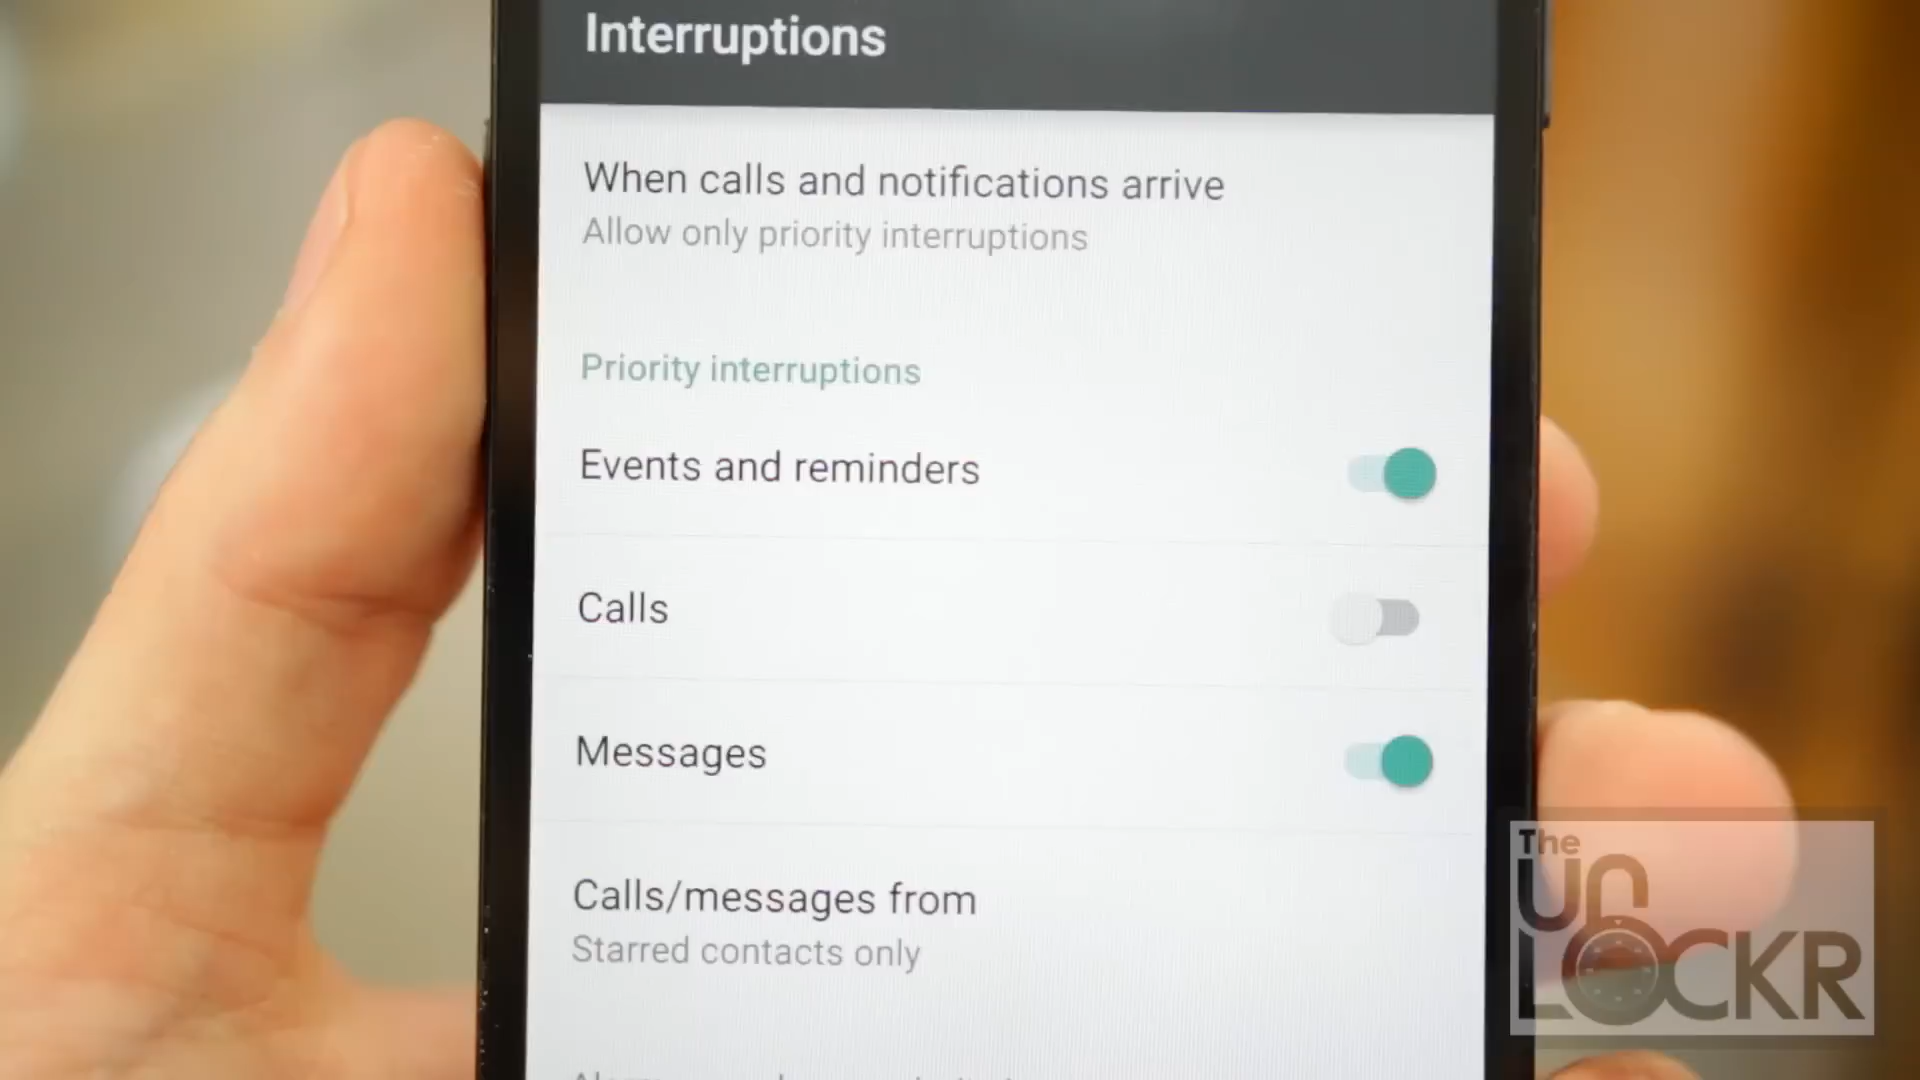 Interruptions
When calls and notifications arrive
Allow only priority interruptions
Priority interruptions
Events and reminders
Calls
Messages
Calls/messages from
Starred contacts only
The
UN
LOCKR